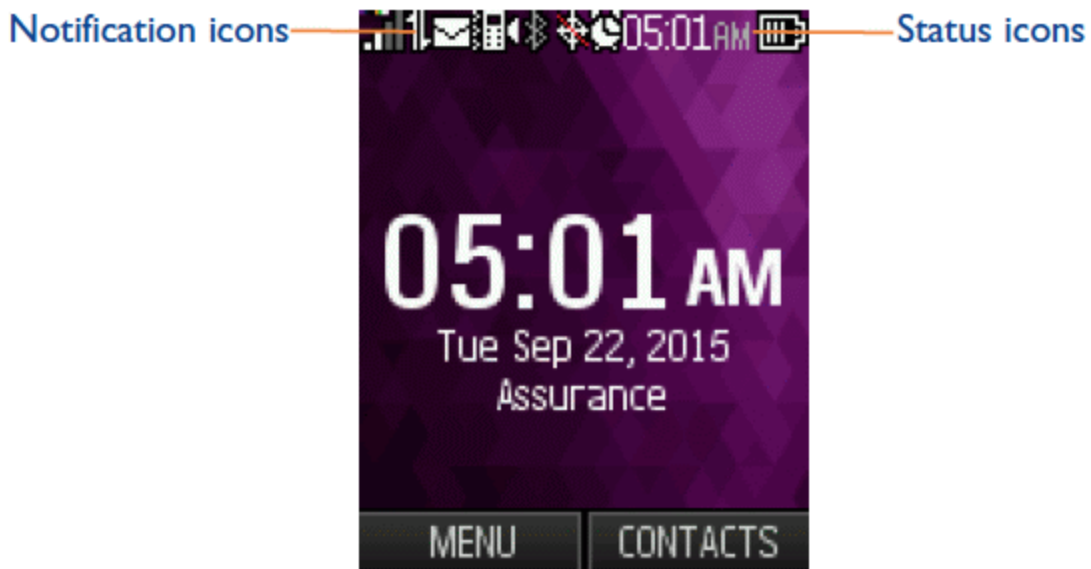 Notification icons
05:01AM
Status icons
05:01 AM
Tue Sep 22, 2015
Assurance
MENU
CONTACTS